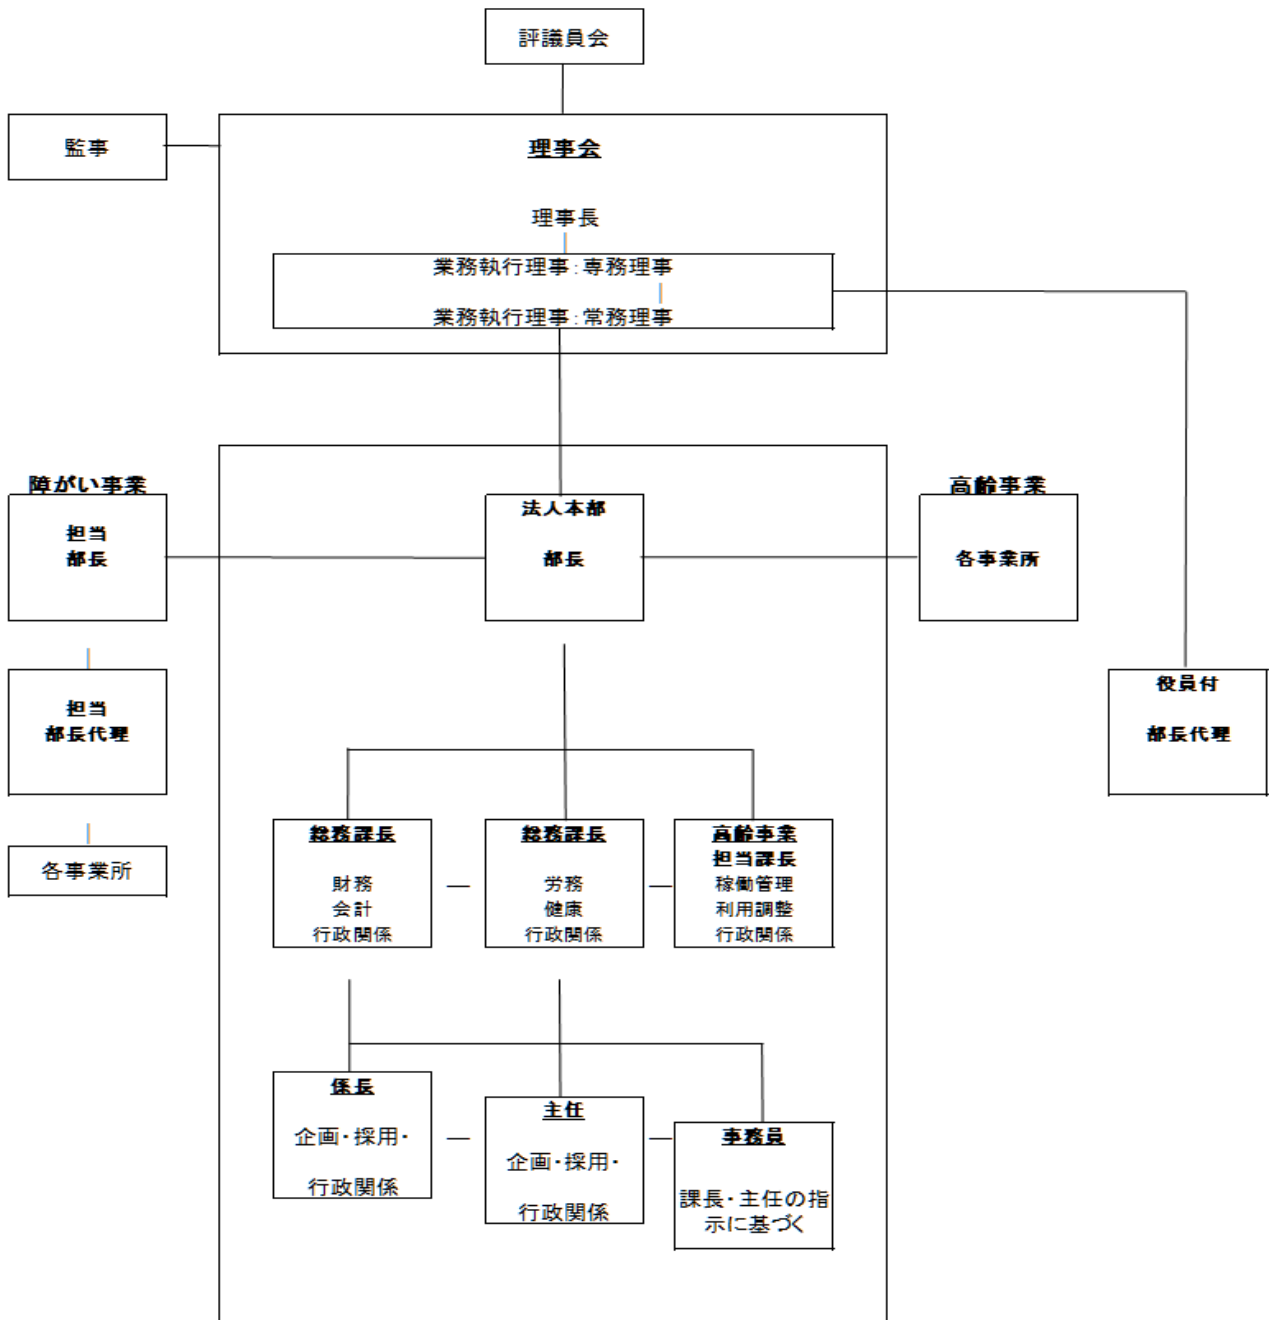 評議員会
監事
理事会
理事長
業務執行理事:専務理事
業務執行理事:常務理事
障がい事業
担当
部長
法人本部
部長
高齢事業
各事業所
担当
部長代理
役員付
部長代理
各事業所
総務課長
財務
会計
行政関係
総務課長
労務
健康
行政関係
高齢事業
担当課長
稼働管理
利用調整
行政関係
係長
企画・採用・
行政関係
主任
企画・採用・
行政関係
事務員
課長・主任の指
示に基づく